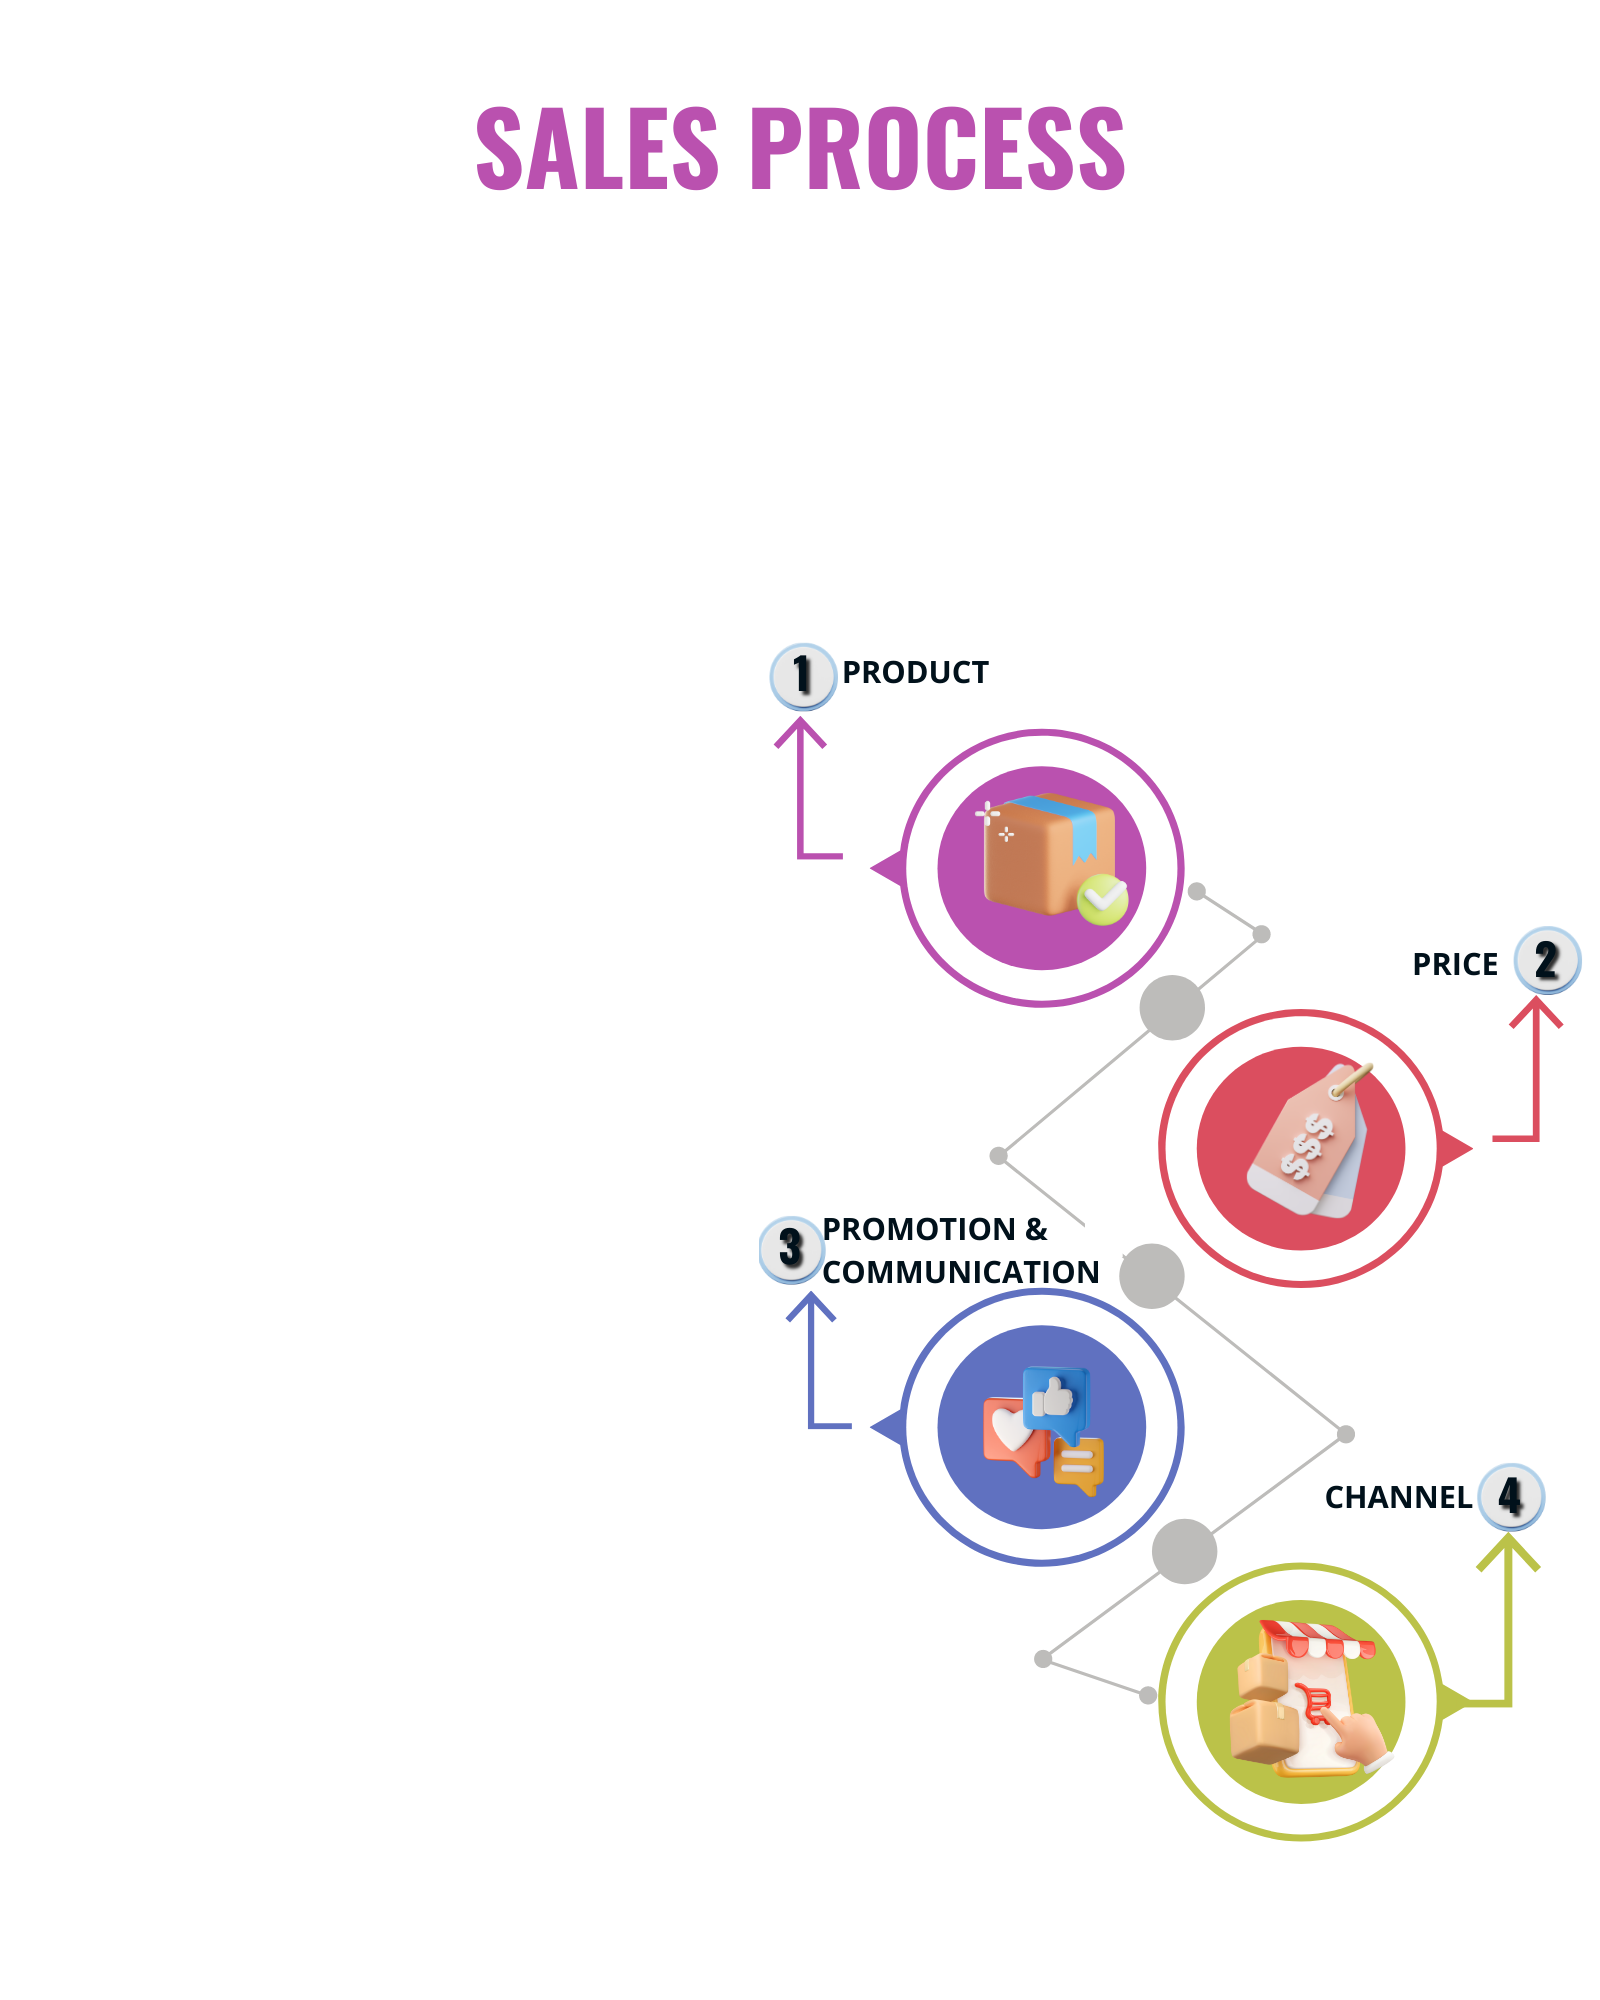 SALES PROCESS
1 PRODUCT
PRICE 2
3 PROMOTION &
COMMUNICATION
CHANNEL 4